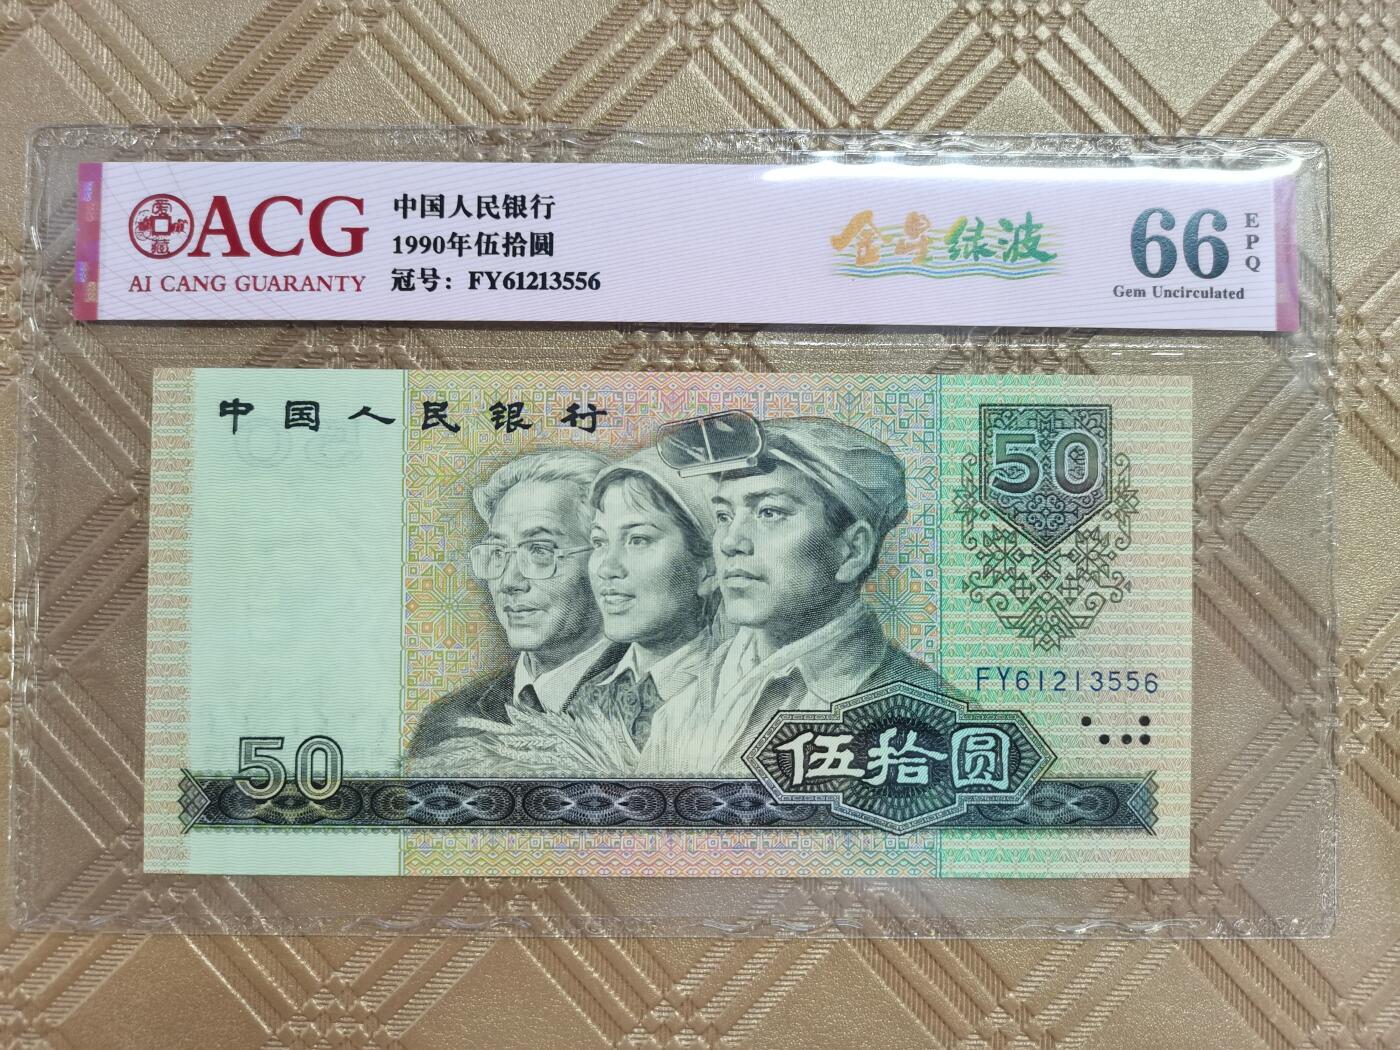 ACG
AI CANG GUARANTY
中国人民银行
1990年伍拾圆
冠号：FY61213556
金星绿波
66
EPQ
Gem Uncirculated
中国人民银行
50
FY61213556
伍拾圆
50